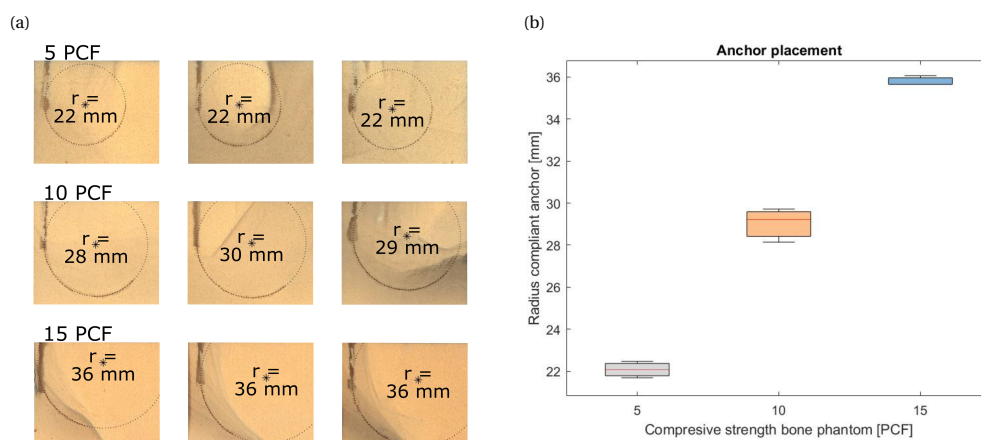 (a)
5 PCF
r =
22 mm
r =
22 mm
r =
22 mm
10 PCF
r =
28 mm
r =
30 mm
r =
29 mm
15 PCF
r =
36 mm
r =
36 mm
r =
36 mm
(b)
Anchor placement
Radius compliant anchor [mm]
36
34
32
30
28
26
24
22
5
10
15
Compresive strength bone phantom [PCF]